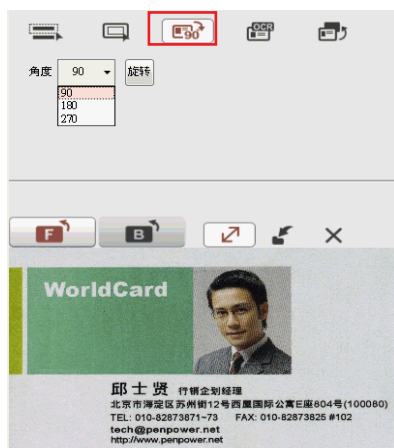 90
OCR
角度 90 旋转
90
180
270
F B
WorldCard
邱士贤 行销企划经理
北京市海淀区苏州街12号西屋国际公寓E座804号(100080)
TEL: 010-82873871~73 FAX: 010-82873825 #102
tech@penpower.net
http://www.penpower.net